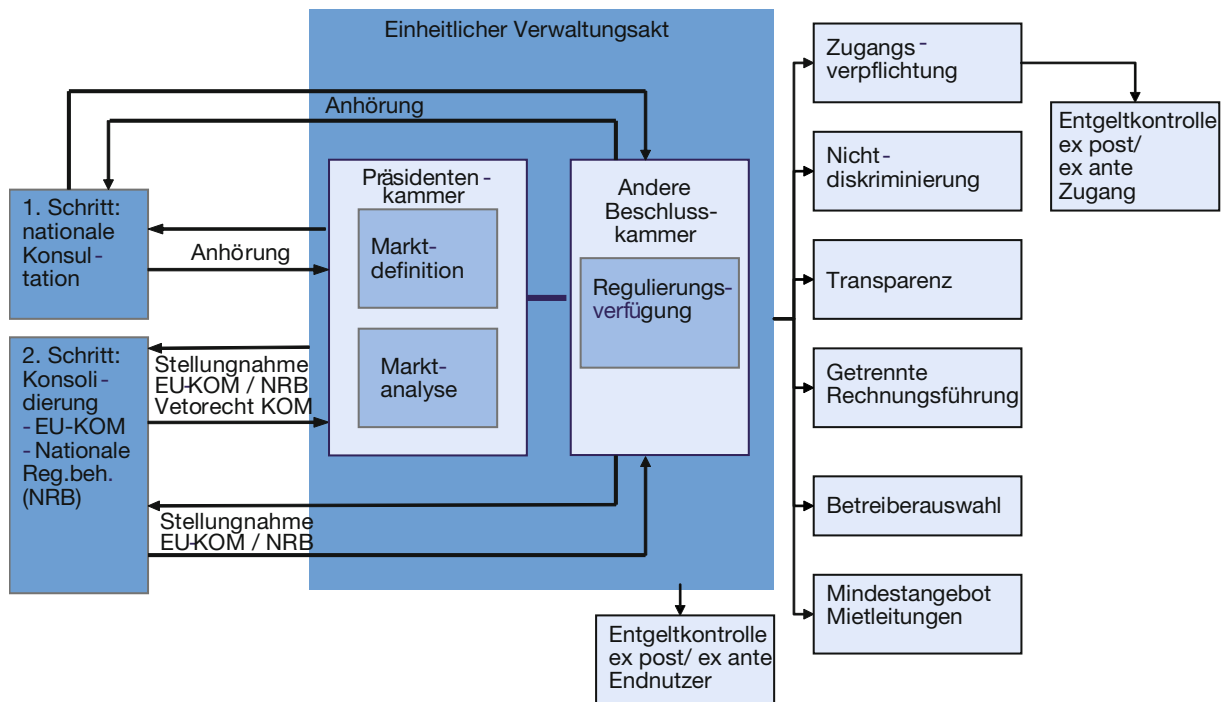 Einheitlicher Verwaltungsakt
Anhörung
1. Schritt:
nationale
Konsul-
tation
Anhörung
2. Schritt:
Konsoli-
dierung
- EU-KOM
- Nationale
Reg.beh.
(NRB)
Stellungnahme
EU-KOM / NRB
Vetorecht KOM
Stellungnahme
EU-KOM / NRB
Präsidenten-
kammer
Markt-
definition
Markt-
analyse
Andere
Beschluss-
kammer
Regulierungs-
verfügung
Entgeltkontrolle
ex post/ ex ante
Endnutzer
Zugangs-
verpflichtung
Nicht-
diskriminierung
Transparenz
Getrennte
Rechnungsführung
Betreiberauswahl
Mindestangebot
Mietleitungen
Entgeltkontrolle
ex post/
ex ante
Zugang